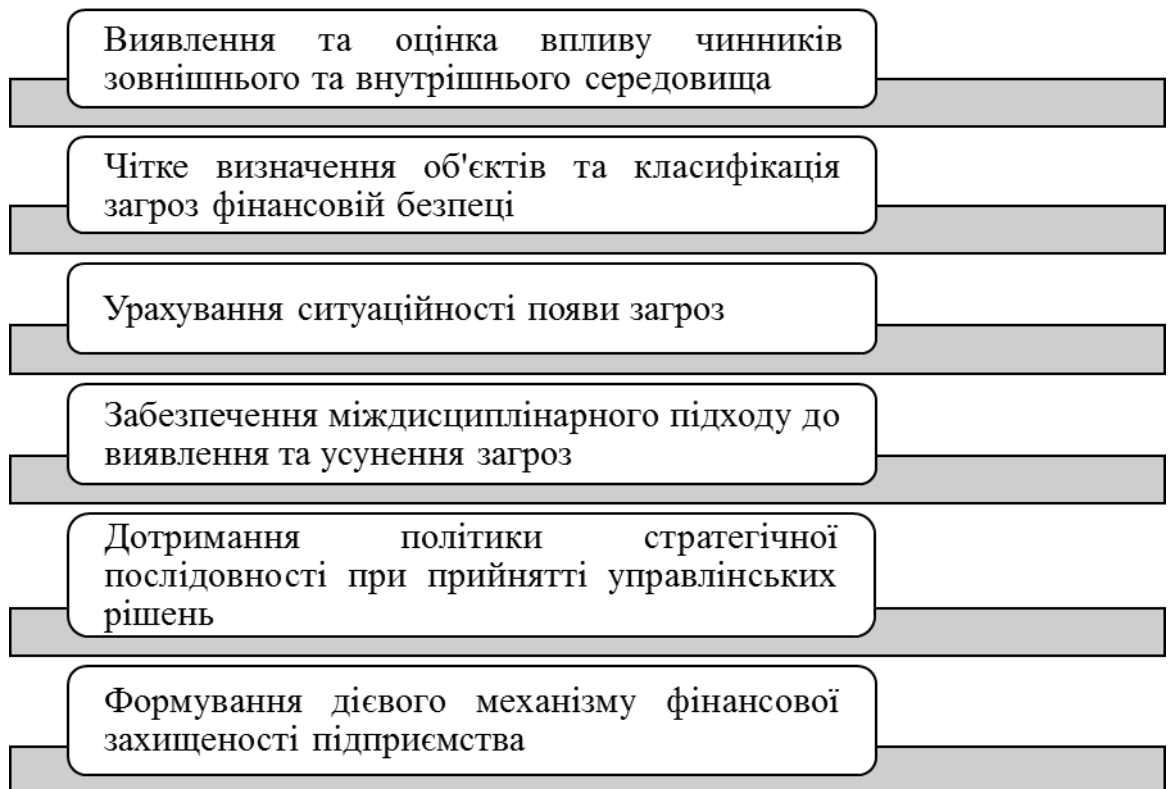 Виявлення та оцінка впливу чинників
зовнішнього та внутрішнього середовища
Чітке визначення об'єктів та класифікація
загроз фінансовій безпеці
Урахування ситуаційності появи загроз
Забезпечення міждисциплінарного підходу до
виявлення та усунення загроз
Дотримання політики стратегічної
послідовності при прийнятті управлінських
рішень
Формування дієвого механізму фінансової
захищеності підприємства